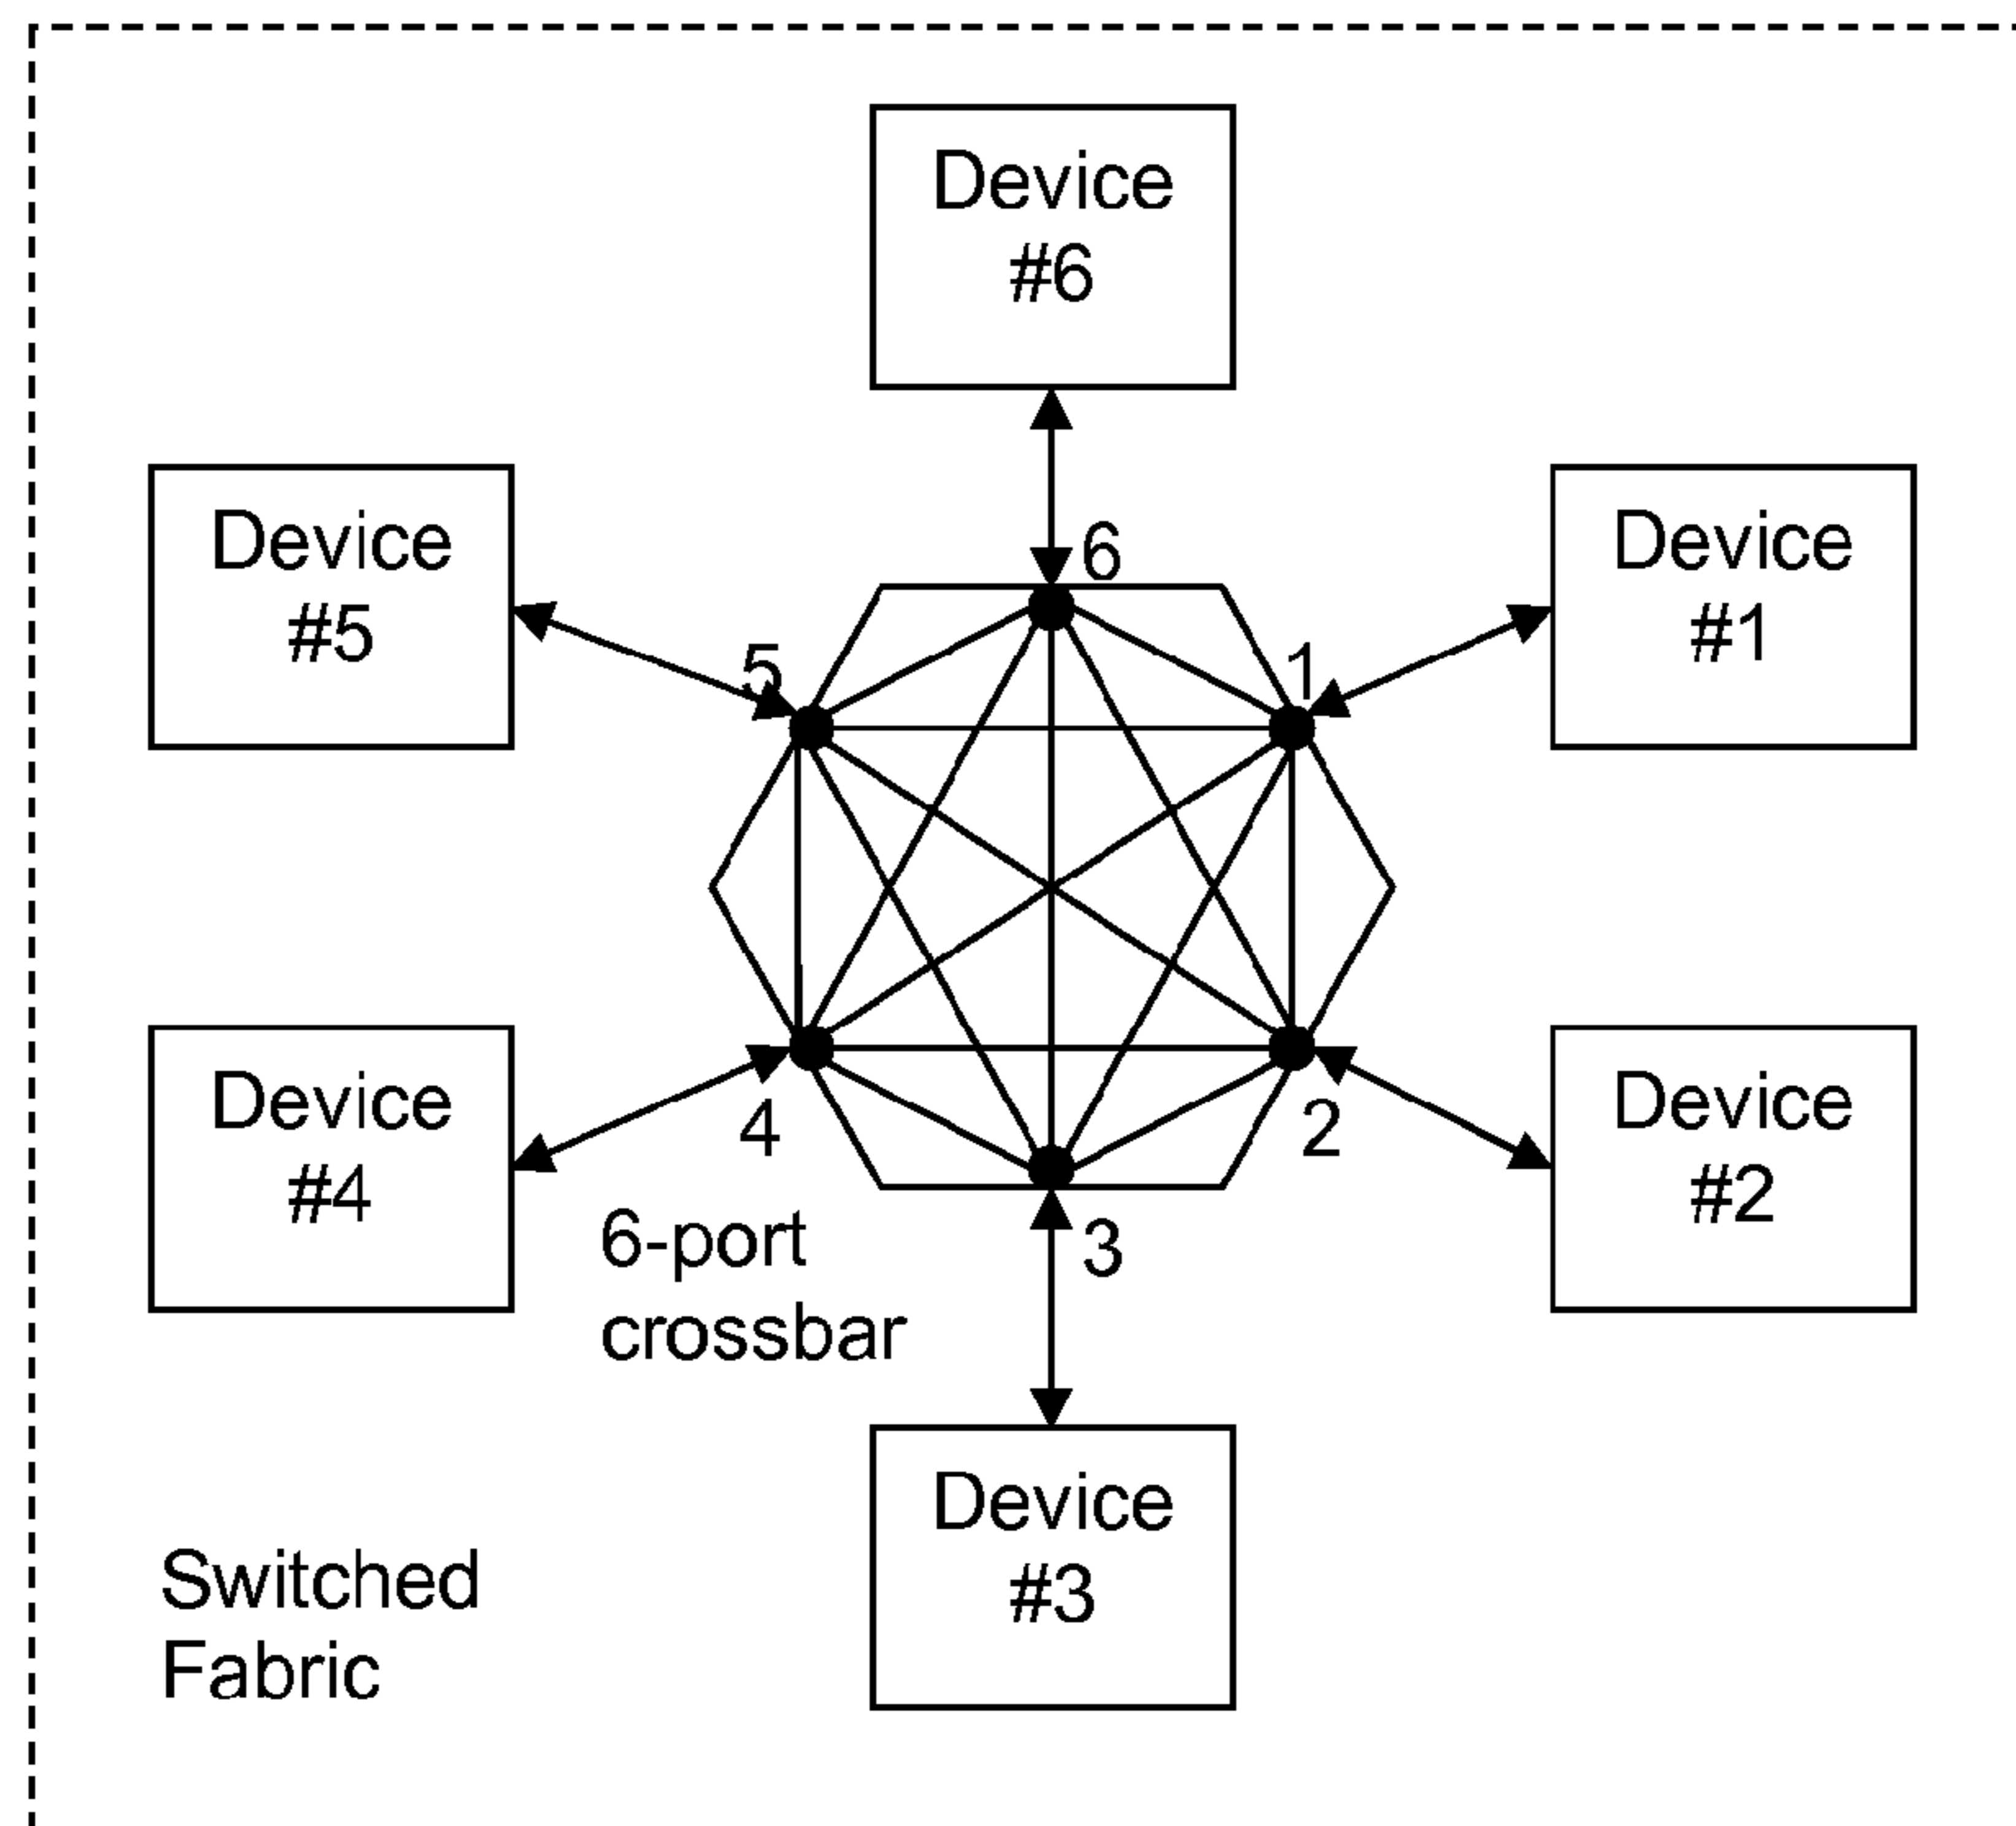 Device
#6
Device
#5
Device
#1
6
5
1
Device
#4
4
2
Device
#2
6-port
crossbar
3
Device
#3
Switched
Fabric